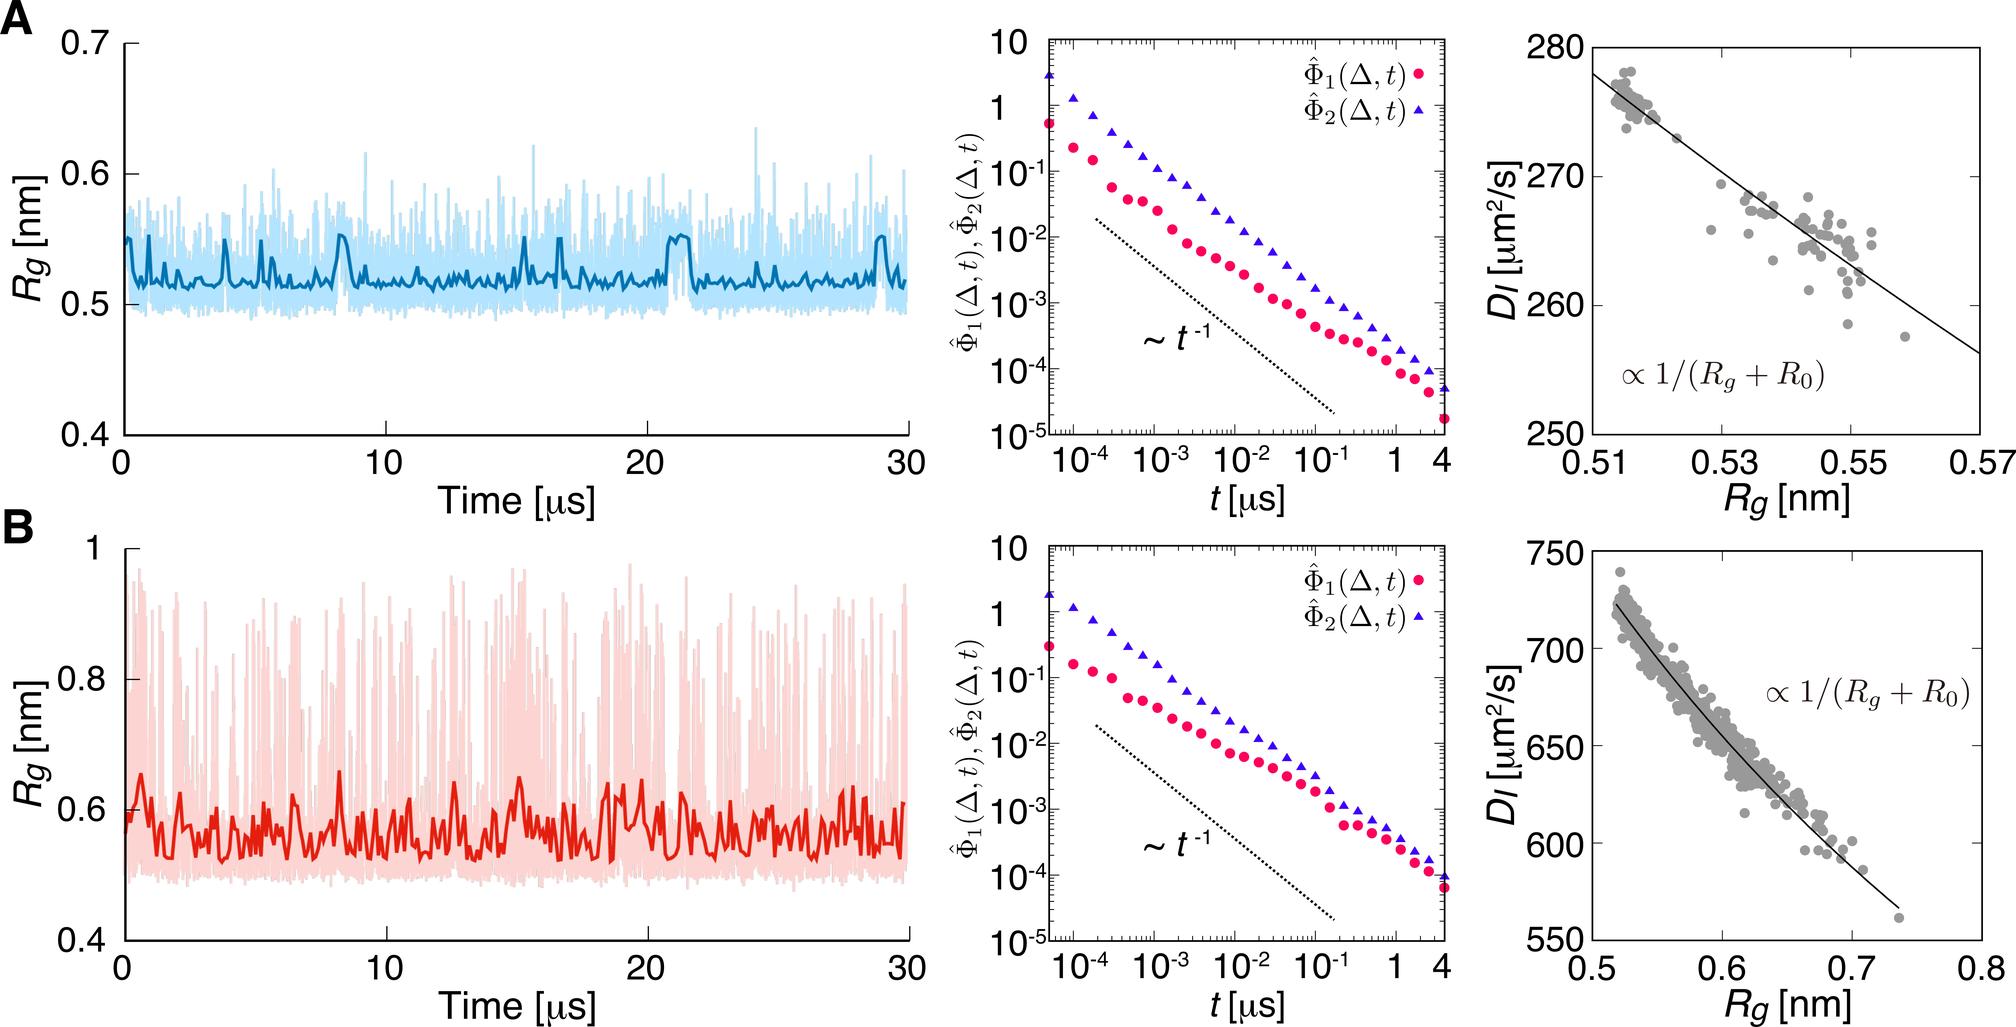 A
0.7
0.6
0.5
0.4
Rg [nm]
0 10 20 30
Time [μs]
10
1
10-1
10-2
10-3
10-4
10-5
Φ̂1(Δ, t), Φ̂2(Δ, t)
Φ̂1(Δ, t)
Φ̂2(Δ, t)
~ t -1
10-4 10-3 10-2 10-1 1 4
t [μs]
280
270
260
250
DI [μm2/s]
∝ 1/(Rg + R0)
0.51 0.53 0.55 0.57
Rg [nm]
B
1
0.8
0.6
0.4
Rg [nm]
0 10 20 30
Time [μs]
10
1
10-1
10-2
10-3
10-4
10-5
Φ̂1(Δ, t), Φ̂2(Δ, t)
Φ̂1(Δ, t)
Φ̂2(Δ, t)
~ t -1
10-4 10-3 10-2 10-1 1 4
t [μs]
750
700
650
600
550
DI [μm2/s]
∝ 1/(Rg + R0)
0.5 0.6 0.7 0.8
Rg [nm]